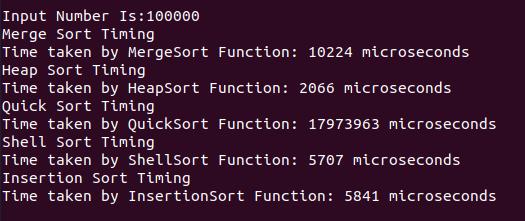 Input Number Is:100000
Merge Sort Timing
Time taken by MergeSort Function: 10224 microseconds
Heap Sort Timing
Time taken by HeapSort Function: 2066 microseconds
Quick Sort Timing
Time taken by QuickSort Function: 17973963 microseconds
Shell Sort Timing
Time taken by ShellSort Function: 5707 microseconds
Insertion Sort Timing
Time taken by InsertionSort Function: 5841 microseconds